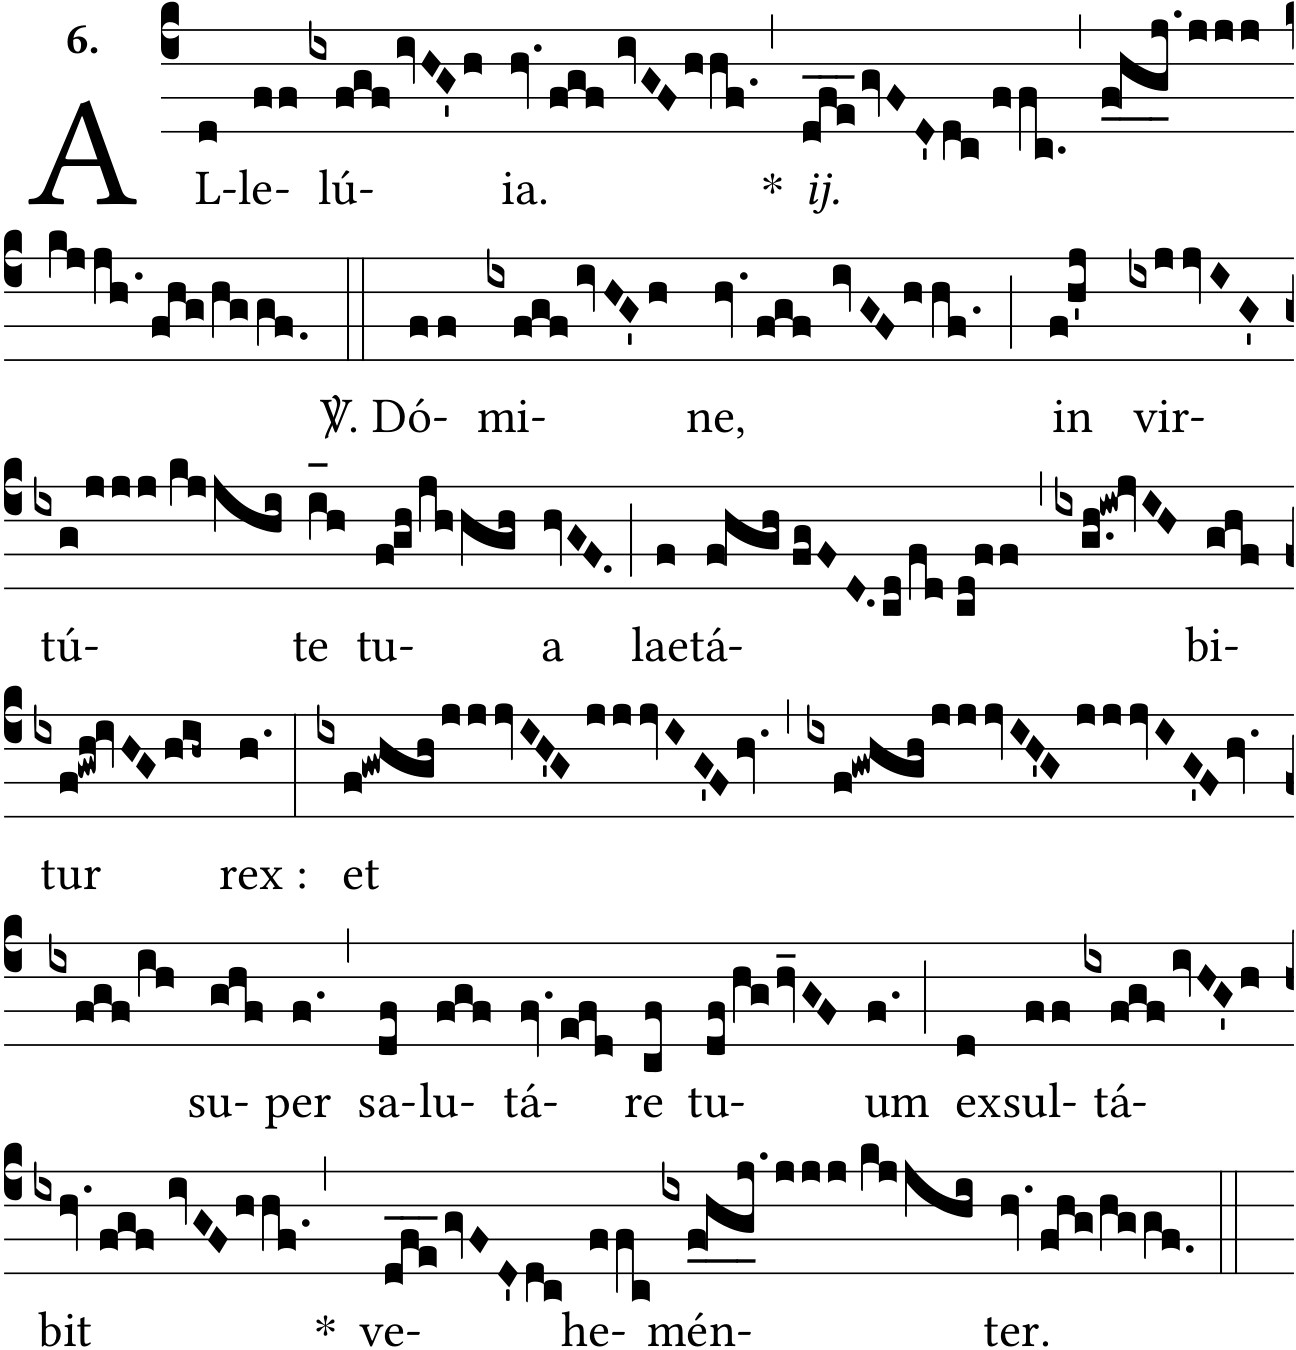 6.
AL-le- lú- ia. * ij.
℣. Dó- mi- ne, in vir-
tú- te tu- a laetá- bi-
tur rex : et
su- per sa-lu- tá- re tu- um exsul- tá-
bit * ve- he- mén- ter.